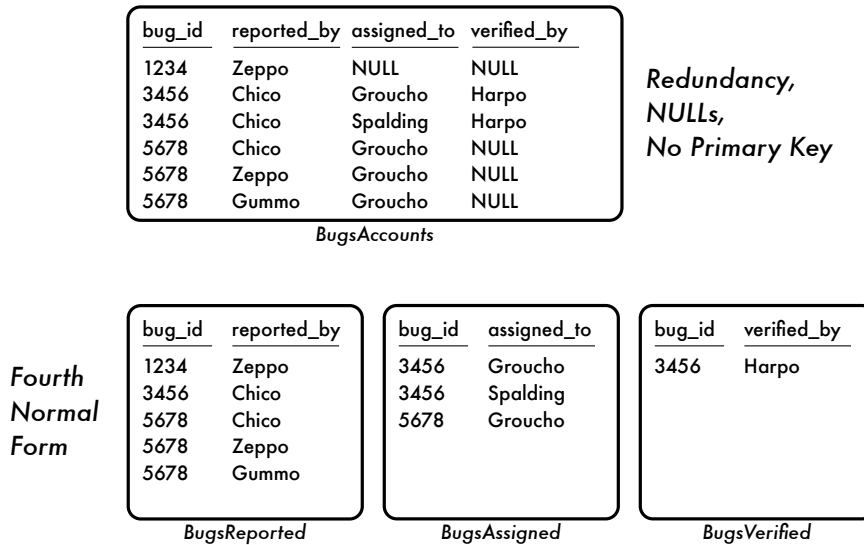 bug_id reported_by assigned_to verified_by
1234 Zeppo NULL NULL
3456 Chico Groucho Harpo
3456 Chico Spalding Harpo
5678 Chico Groucho NULL
5678 Zeppo Groucho NULL
5678 Gummo Groucho NULL
BugsAccounts
Redundancy,
NULLs,
No Primary Key
Fourth
Normal
Form
bug_id reported_by
1234 Zeppo
3456 Chico
5678 Chico
5678 Zeppo
5678 Gummo
BugsReported
bug_id assigned_to
3456 Groucho
3456 Spalding
5678 Groucho
BugsAssigned
bug_id verified_by
3456 Harpo
BugsVerified